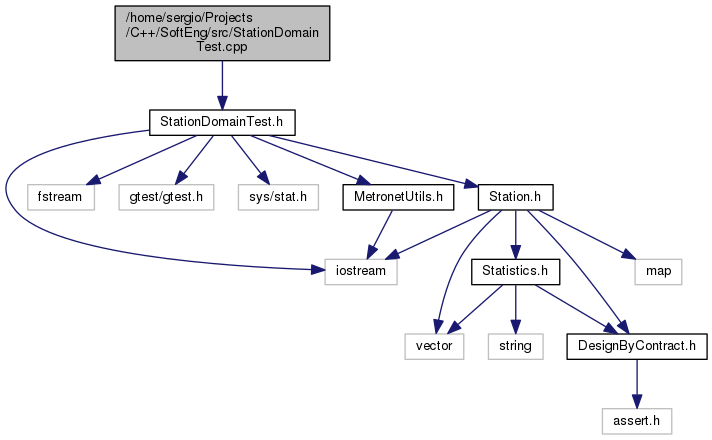 /home/sergio/Projects
/C++/SoftEng/src/StationDomain
Test.cpp
StationDomainTest.h
fstream
gtest/gtest.h
sys/stat.h
MetronetUtils.h
Station.h
iostream
Statistics.h
map
vector
string
DesignByContract.h
assert.h